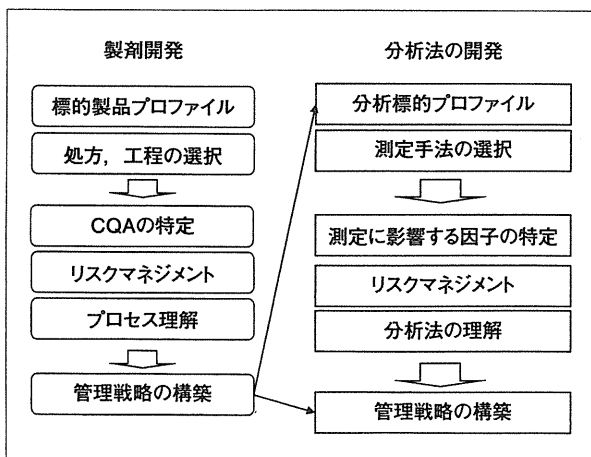 製剤開発
標的製品プロファイル
処方，工程の選択
CQAの特定
リスクマネジメント
プロセス理解
管理戦略の構築
分析法の開発
分析標的プロファイル
測定手法の選択
測定に影響する因子の特定
リスクマネジメント
分析法の理解
管理戦略の構築